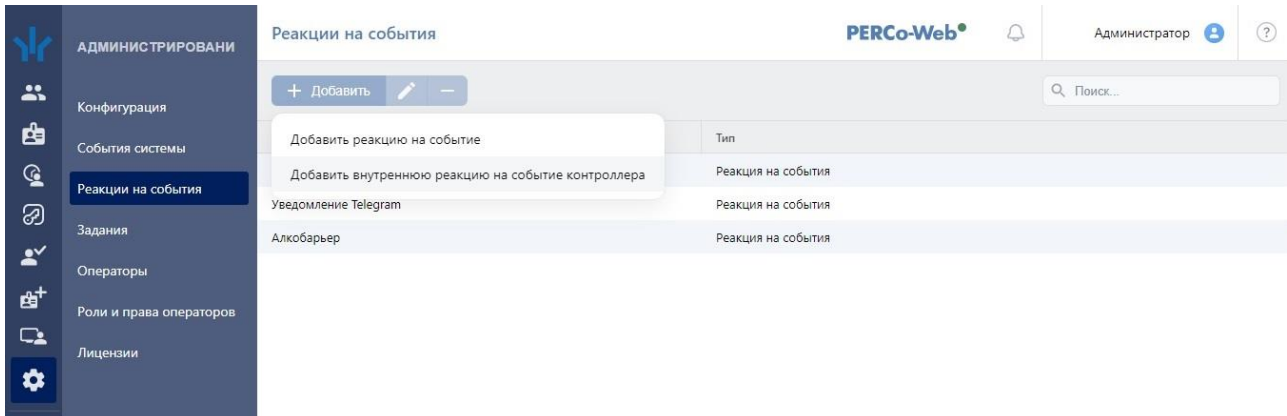 АДМИНИСТРИРОВАНИ
Реакции на события
PERCo-Web
Администратор
?
+ Добавить
Поиск...
Конфигурация
События системы
Реакции на события
Задания
Операторы
Роли и права операторов
Лицензии
Добавить реакцию на событие
Добавить внутреннюю реакцию на событие контроллера
Тип
Реакция на события
Уведомление Telegram Реакция на события
Алкобарьер Реакция на события